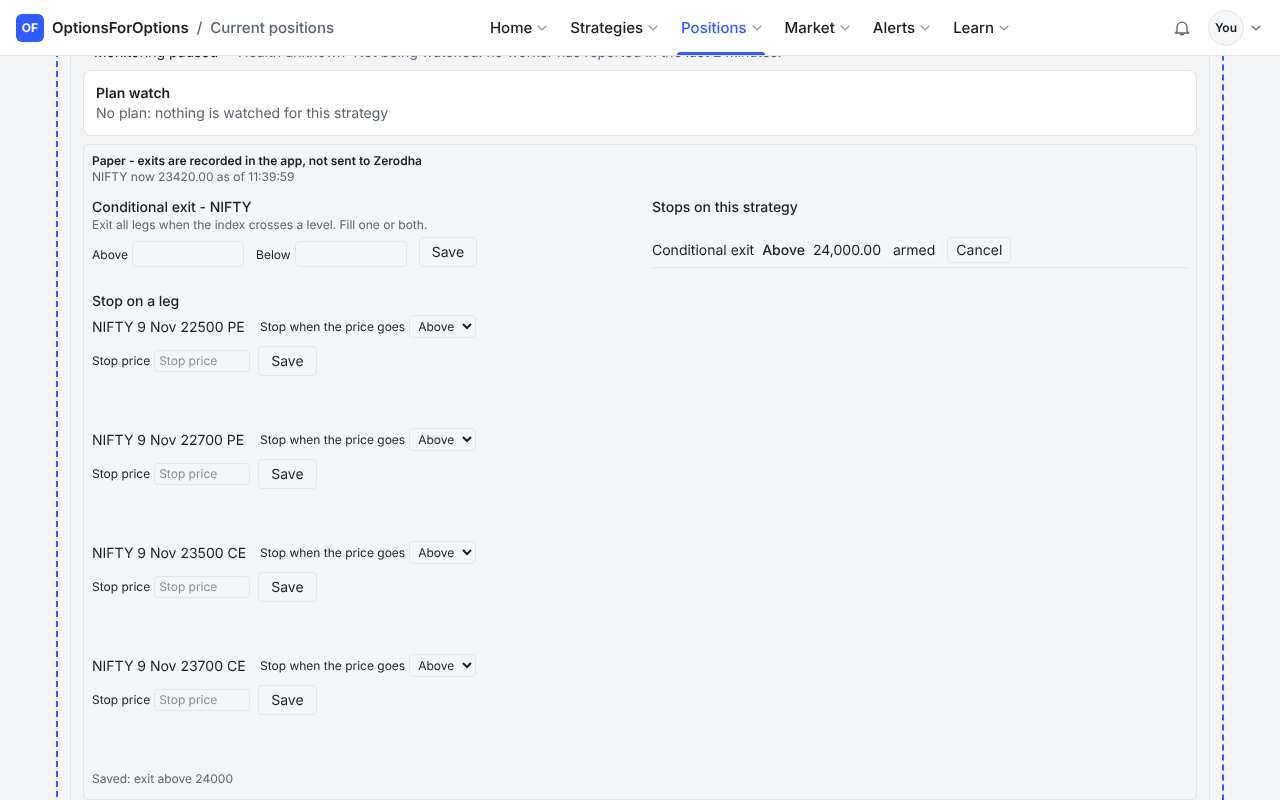 OF OptionsForOptions / Current positions Home Strategies Positions Market Alerts Learn You
Plan watch
No plan: nothing is watched for this strategy
Paper - exits are recorded in the app, not sent to Zerodha
NIFTY now 23420.00 as of 11:39:59
Conditional exit - NIFTY
Exit all legs when the index crosses a level. Fill one or both.
Above Below Save
Stops on this strategy
Conditional exit Above 24,000.00 armed Cancel
Stop on a leg
NIFTY 9 Nov 22500 PE Stop when the price goes Above
Stop price Stop price Save
NIFTY 9 Nov 22700 PE Stop when the price goes Above
Stop price Stop price Save
NIFTY 9 Nov 23500 CE Stop when the price goes Above
Stop price Stop price Save
NIFTY 9 Nov 23700 CE Stop when the price goes Above
Stop price Stop price Save
Saved: exit above 24000